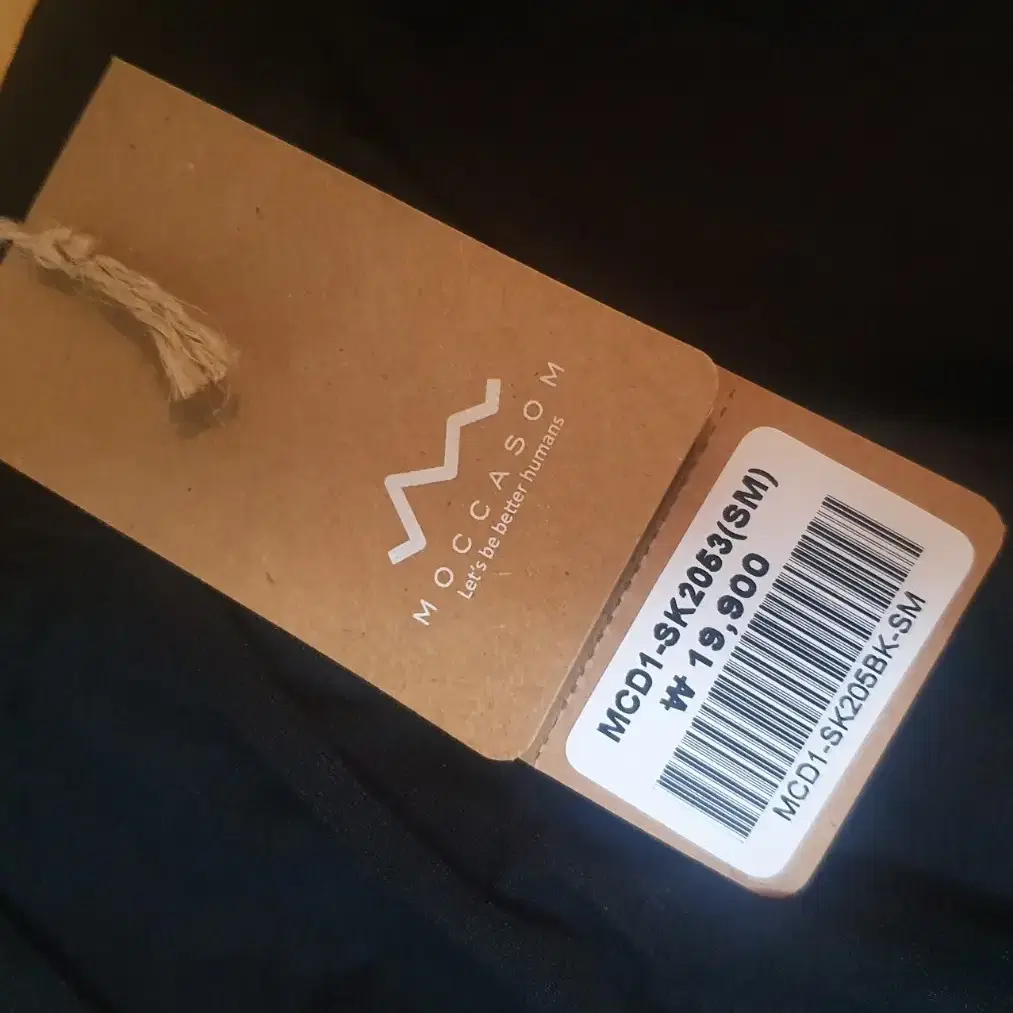 MOCCASOM
Let's be better humans
MCD1-SK2053(SM)
₩ 19,900
MCD1-SK205BK-SM